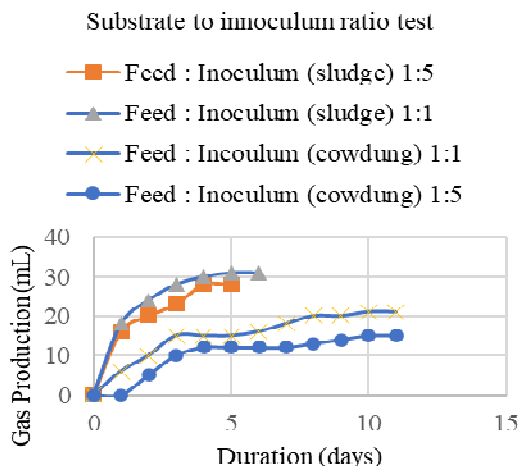 Substrate to innoculum ratio test
Feed : Inoculum (sludge) 1:5
Feed : Inoculum (sludge) 1:1
Feed : Incoulum (cowdung) 1:1
Feed : Inoculum (cowdung) 1:5
Gas Production(mL)
40
30
20
10
0
0
5
10
15
Duration (days)